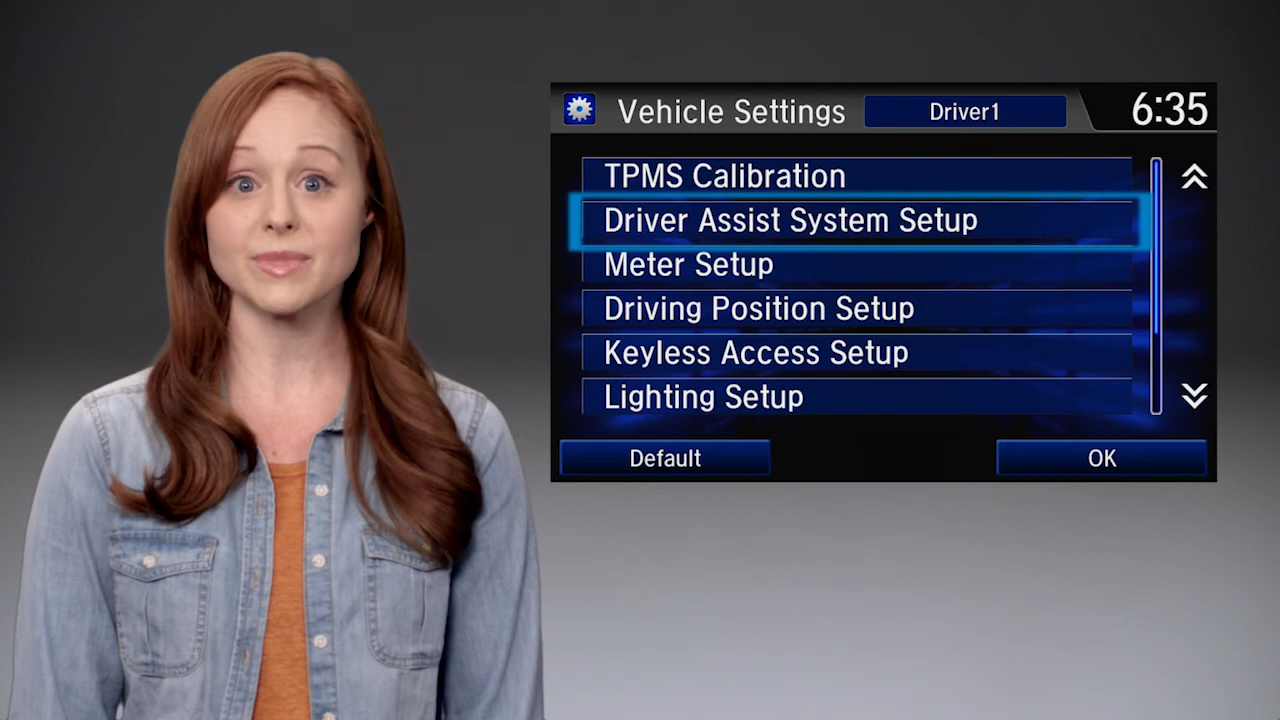 Vehicle Settings
Driver1
6:35
TPMS Calibration
Driver Assist System Setup
Meter Setup
Driving Position Setup
Keyless Access Setup
Lighting Setup
Default
OK